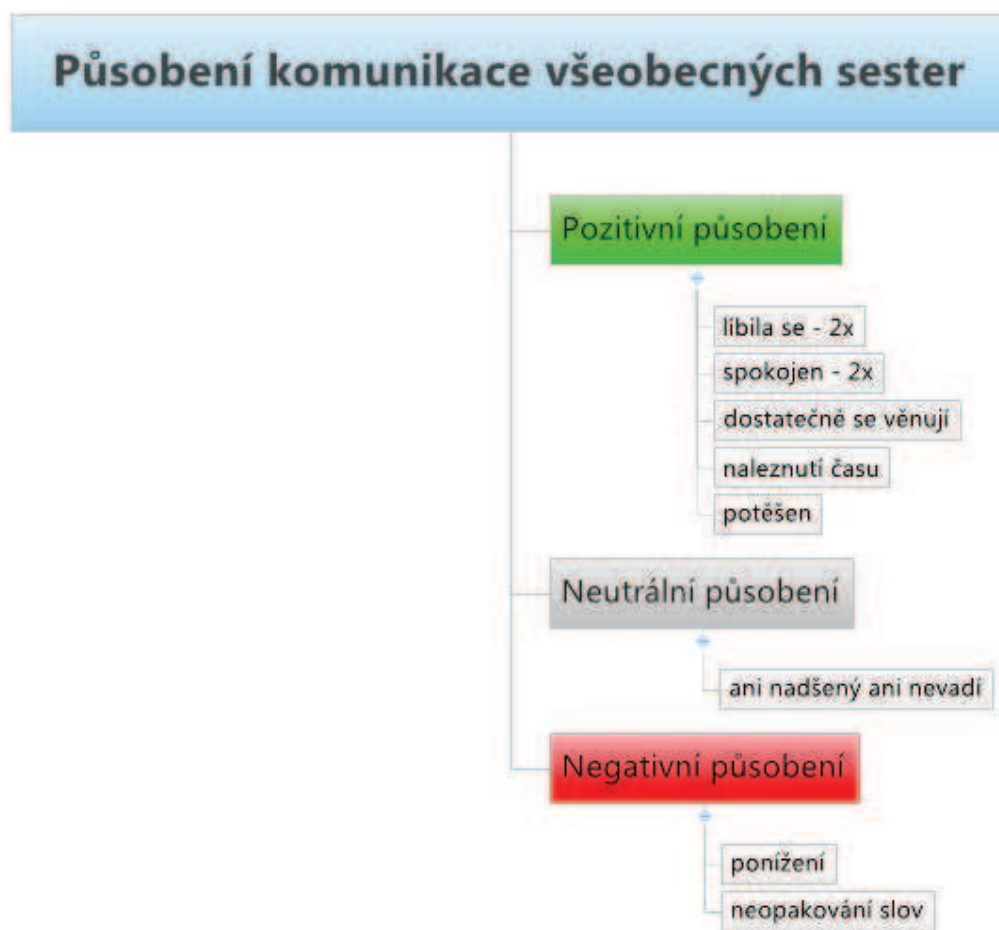 Působení komunikace všeobecných sester
Pozitivní působení
líbila se - 2x
spokojen - 2x
dostatečně se věnují
naleznutí času
potěšen
Neutrální působení
ani nadšený ani nevadí
Negativní působení
ponížení
neopakování slov